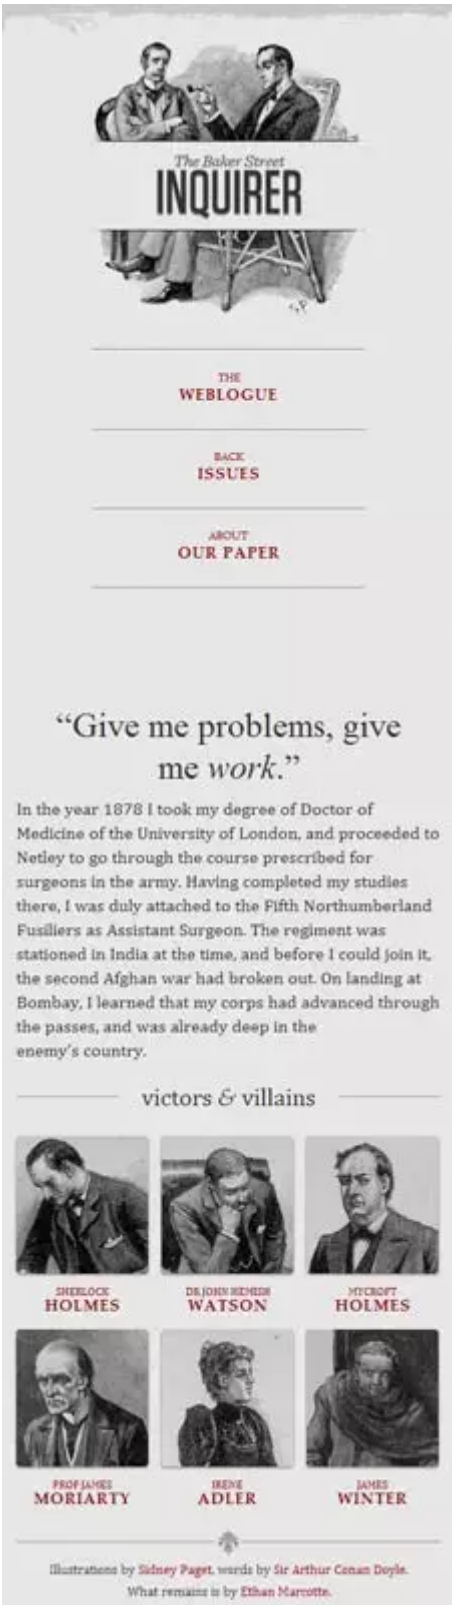 The Baker Street
INQUIRER
THE
WEBLOGUE
BACK
ISSUES
ABOUT
OUR PAPER
“Give me problems, give
me work.”
In the year 1878 I took my degree of Doctor of
Medicine of the University of London, and proceeded to
Netley to go through the course prescribed for
surgeons in the army. Having completed my studies
there, I was duly attached to the Fifth Northumberland
Fusiliers as Assistant Surgeon. The regiment was
stationed in India at the time, and before I could join it,
the second Afghan war had broken out. On landing at
Bombay, I learned that my corps had advanced through
the passes, and was already deep in the
enemy’s country.
victors & villains
SHERLOCK
HOLMES
DR JOHN HEMISH
WATSON
MYCROFT
HOLMES
PROF JAMES
MORIARTY
IRENE
ADLER
JAMES
WINTER
Illustrations by Sidney Paget, words by Sir Arthur Conan Doyle.
What remains is by Ethan Marcotte.